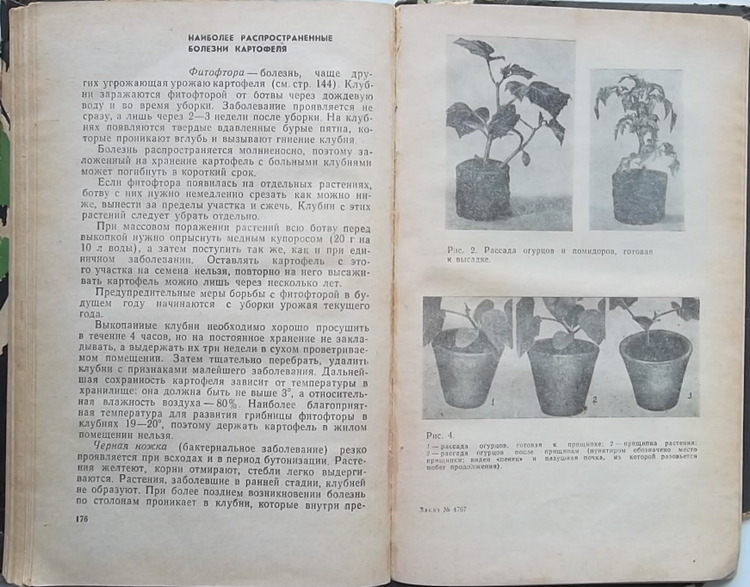 НАИБОЛЕЕ РАСПРОСТРАНЕННЫЕ
БОЛЕЗНИ КАРТОФЕЛЯ
Фитофтора — болезнь, чаще дру-
гих угрожающая урожаю картофеля (см. стр. 144). Клуб-
ни заражаются фитофторой от ботвы через дождевую
воду и во время уборки. Заболевание проявляется не
сразу, а лишь через 2—3 недели после уборки. На клуб-
нях появляются твердые вдавленные бурые пятна, ко-
торые проникают вглубь и вызывают гниение клубня.
Болезнь распространяется молниеносно, поэтому за-
ложенный на хранение картофель с больными клубнями
может погибнуть в короткий срок.
Если фитофтора появилась на отдельных растениях,
ботву с них нужно немедленно срезать как можно ни-
же, вынести за пределы участка и сжечь. Клубни с этих
растений следует убрать отдельно.
При массовом поражении растений всю ботву перед
выкопкой нужно опрыснуть медным купоросом (20 г на
10 л воды), а затем поступить так же, как и при еди-
ничном заболевании. Оставлять картофель с это-
го участка на семена нельзя, повторно на него высажи-
вать картофель можно лишь через несколько лет.
Предупредительные меры борьбы с фитофторой в бу-
дущем году начинаются с уборки урожая текущего
года.
Выкопанные клубни необходимо хорошо просушить
в течение 4 часов, но на постоянное хранение не закла-
дывать, а выдержать их три недели в сухом проветривае-
мом помещении. Затем тщательно перебрать, удалить
клубни с признаками малейшего заболевания. Дальней-
шая сохранность картофеля зависит от температуры в
хранилище: она должна быть не выше 3°, а относитель-
ная влажность воздуха — 80%. Наиболее благоприят-
ная температура для развития грибницы фитофторы в
клубнях 19—20°, поэтому держать картофель в жилом
помещении нельзя.
Черная ножка (бактериальное заболевание) резко
проявляется при всходах и в период бутонизации. Расте-
ния желтеют, корни отмирают, стебли легко выдерги-
ваются. Растения, заболевшие в ранней стадии, клубней
не образуют. При более позднем возникновении болезнь
по столонам проникает в клубни, которые внутри пре-
176
Рис. 2. Рассада огурцов и помидоров, готовая
к высадке.
1
2
3
Рис. 4.
1 — рассада огурцов, готовая к прищипке; 2 — прищипка растения;
3 — рассада огурцов после прищипки (пунктиром обозначено место
прищипки; виден «пенек» и пазушная почка, из которой разовьется
побег продолжения).
Заказ № 4767